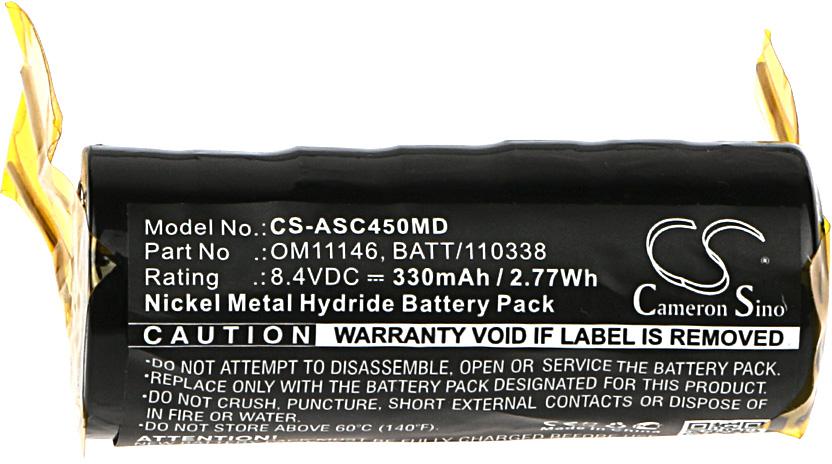 Model No.: CS-ASC450MD
Part No .: OM11146, BATT/110338
Rating .: 8.4VDC ⎓ 330mAh / 2.77Wh
Nickel Metal Hydride Battery Pack
CS
Cameron Sino
CAUTION WARRANTY VOID IF LABEL IS REMOVED
•DO NOT ATTEMPT TO DISASSEMBLE, OPEN OR SERVICE THE BATTERY PACK.
•REPLACE ONLY WITH THE BATTERY PACK DESIGNATED FOR THIS PRODUCT.
•DO NOT CRUSH, PUNCTURE, SHORT EXTERNAL CONTACTS OR DISPOSE OF
IN FIRE OR WATER.
•DO NOT STORE ABOVE 60°C (140°F).
ATTENTION!